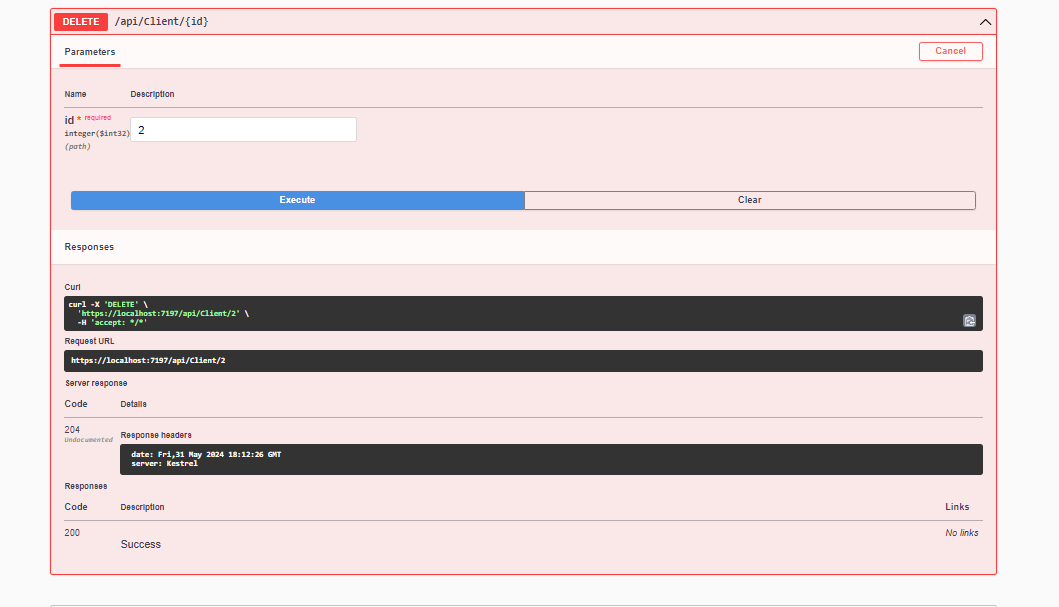 DELETE /api/Client/{id}
Parameters Cancel
Name Description
id * required
integer($int32)
(path)
2
Execute Clear
Responses
Curl
curl -X 'DELETE' \
'https://localhost:7197/api/Client/2' \
-H 'accept: */*'
Request URL
https://localhost:7197/api/Client/2
Server response
Code Details
204
Undocumented
Response headers
date: Fri,31 May 2024 18:12:26 GMT
server: Kestrel
Responses
Code Description Links
200
Success
No links